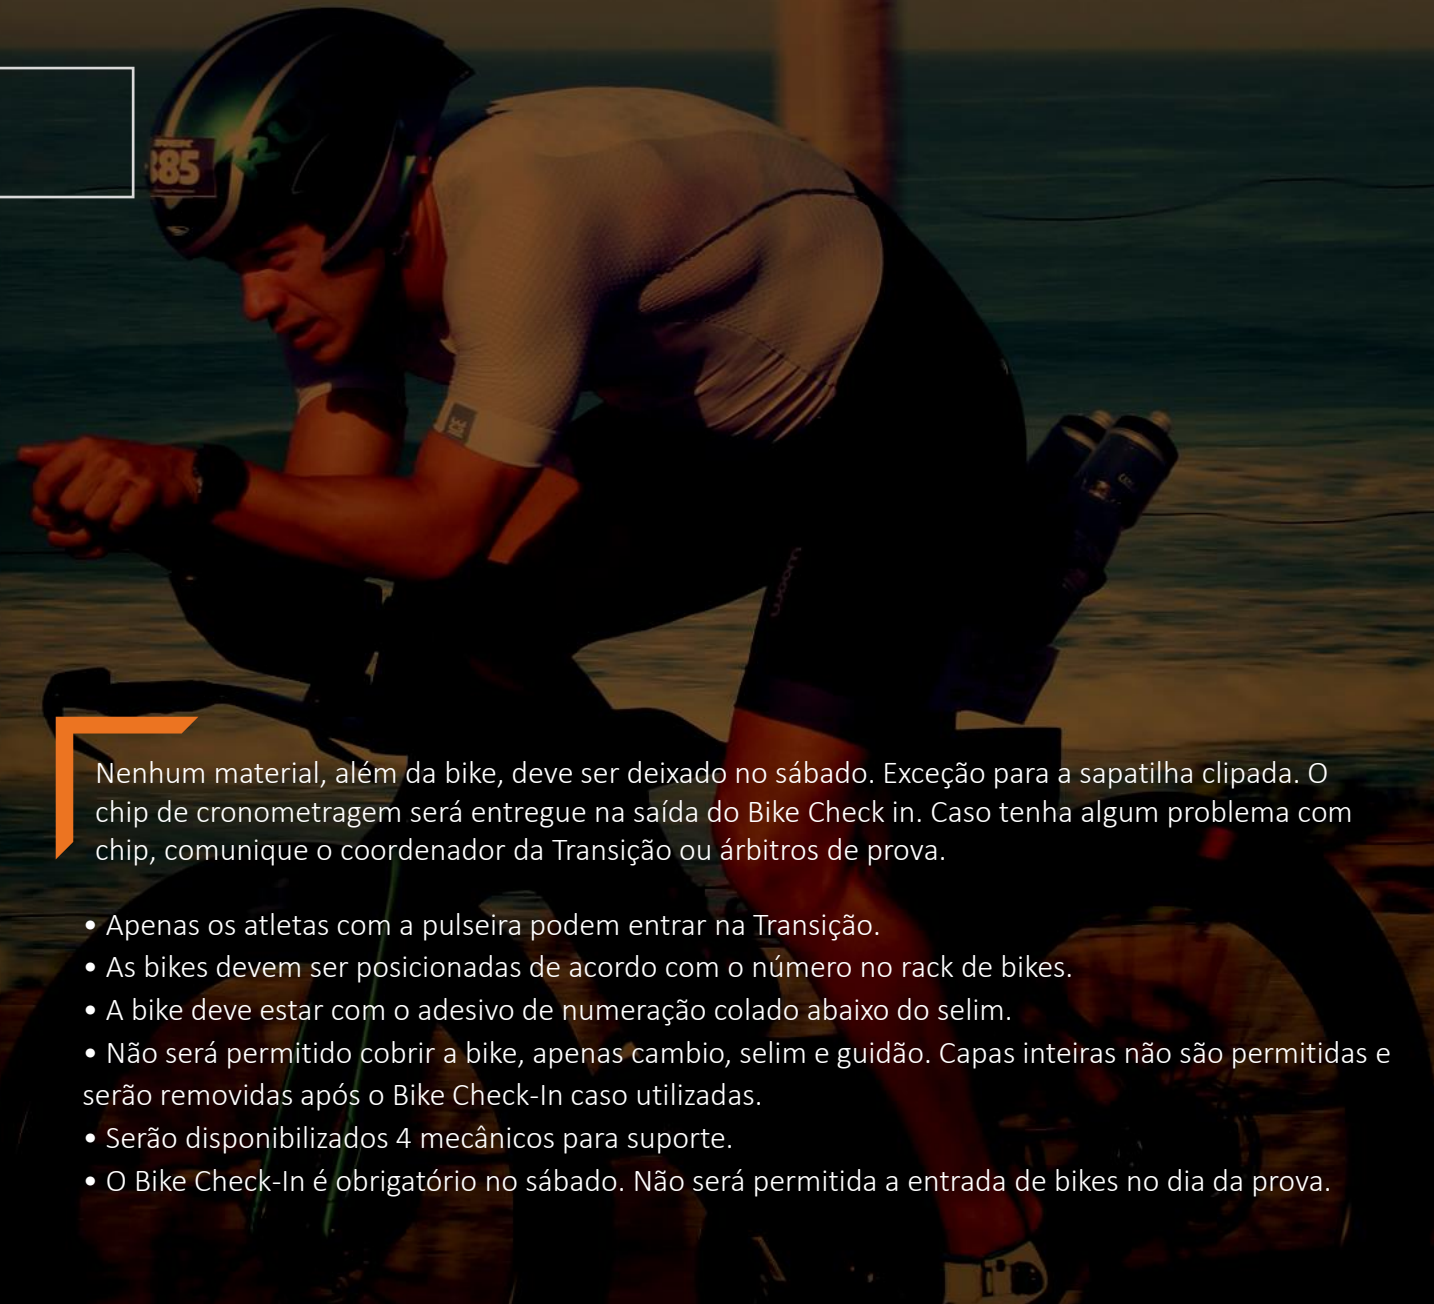 385
RU
woom
Nenhum material, além da bike, deve ser deixado no sábado. Exceção para a sapatilha clipada. O
chip de cronometragem será entregue na saída do Bike Check in. Caso tenha algum problema com
chip, comunique o coordenador da Transição ou árbitros de prova.
• Apenas os atletas com a pulseira podem entrar na Transição.
• As bikes devem ser posicionadas de acordo com o número no rack de bikes.
• A bike deve estar com o adesivo de numeração colado abaixo do selim.
• Não será permitido cobrir a bike, apenas cambio, selim e guidão. Capas inteiras não são permitidas e
serão removidas após o Bike Check-In caso utilizadas.
• Serão disponibilizados 4 mecânicos para suporte.
• O Bike Check-In é obrigatório no sábado. Não será permitida a entrada de bikes no dia da prova.